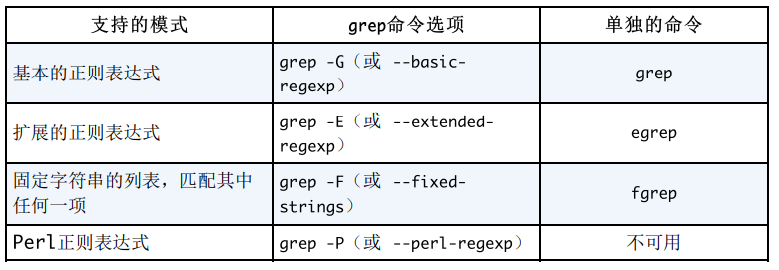 支持的模式 grep命令选项 单独的命令
基本的正则表达式 grep -G（或 --basic-regexp） grep
扩展的正则表达式 grep -E（或 --extended-regexp） egrep
固定字符串的列表，匹配其中任何一项 grep -F（或 --fixed-strings） fgrep
Perl正则表达式 grep -P（或 --perl-regexp） 不可用